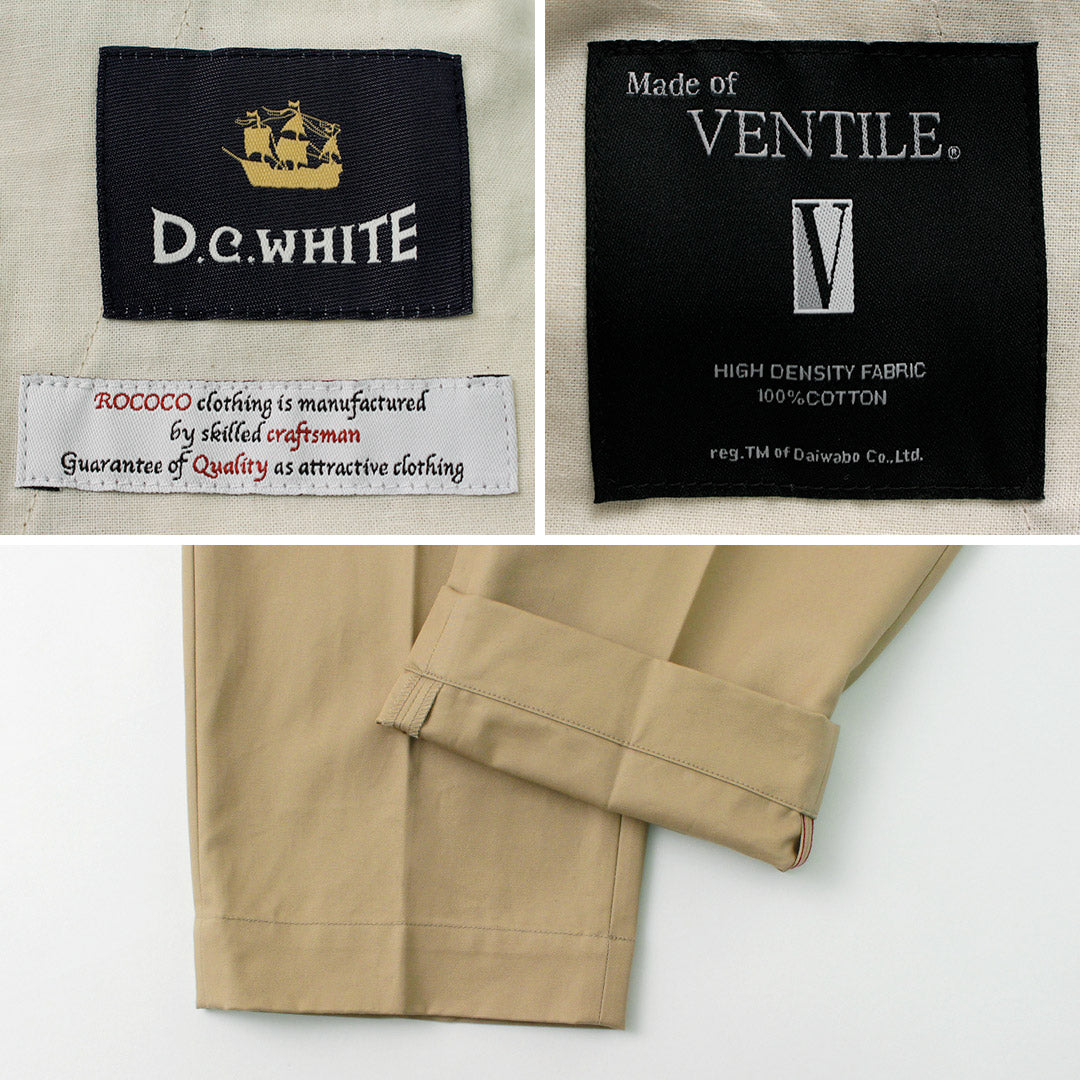 D.C.WHITE
ROCOCO clothing is manufactured
by skilled craftsman
Guarantee of Quality as attractive clothing
Made of
VENTILE®
V
HIGH DENSITY FABRIC
100%COTTON
reg.TM of Daiwabo Co.,Ltd.